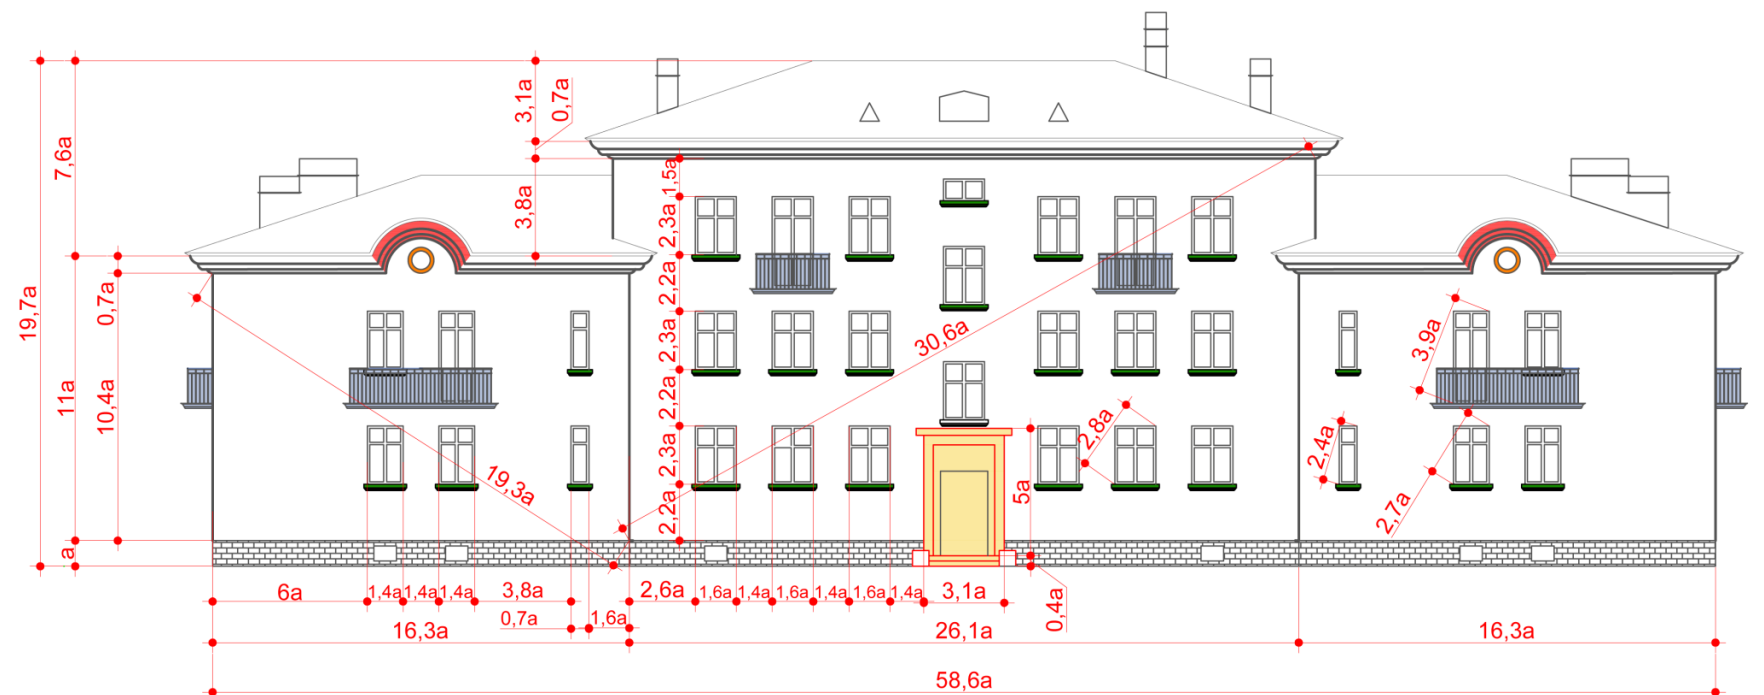 3,1a
0,7a
7,6a
3,8a
1,5a
2,3a
2,2a
2,3a
2,2a
2,3a
2,2a
19,7a
0,7a
11a
10,4a
a
19,3a
30,6a
2,8a
3,9a
2,4a
2,7a
5a
0,4a
6a
1,4a
1,4a
1,4a
3,8a
0,7a
1,6a
2,6a
1,6a
1,4a
1,6a
1,4a
1,6a
1,4a
3,1a
16,3a
26,1a
16,3a
58,6a